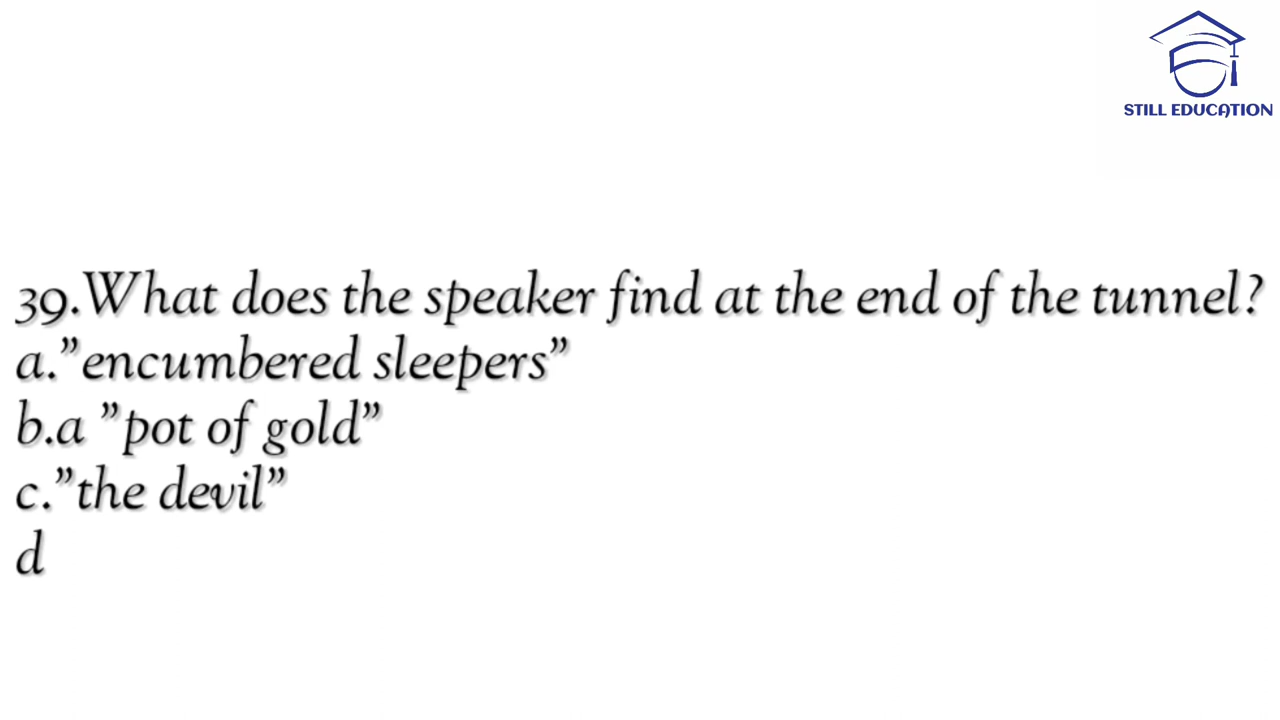 STILL EDUCATION
39.What does the speaker find at the end of the tunnel?
a.”encumbered sleepers”
b.a ”pot of gold”
c.”the devil”
d